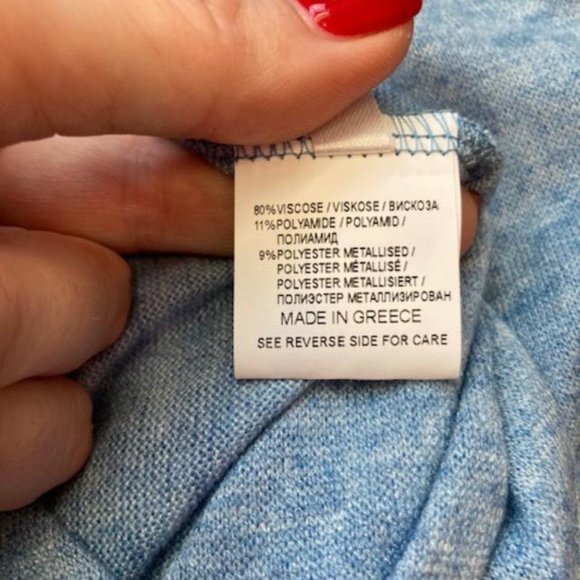 80%VISCOSE / VISKOSE / ВИСКОЗА
11%POLYAMIDE / POLYAMID /
ПОЛИАМИД
9%POLYESTER METALLISED /
POLYESTER MÉTALLISÉ /
POLYESTER METALLISIERT /
ПОЛИЭСТЕР МЕТАЛЛИЗИРОВАН
MADE IN GREECE
SEE REVERSE SIDE FOR CARE